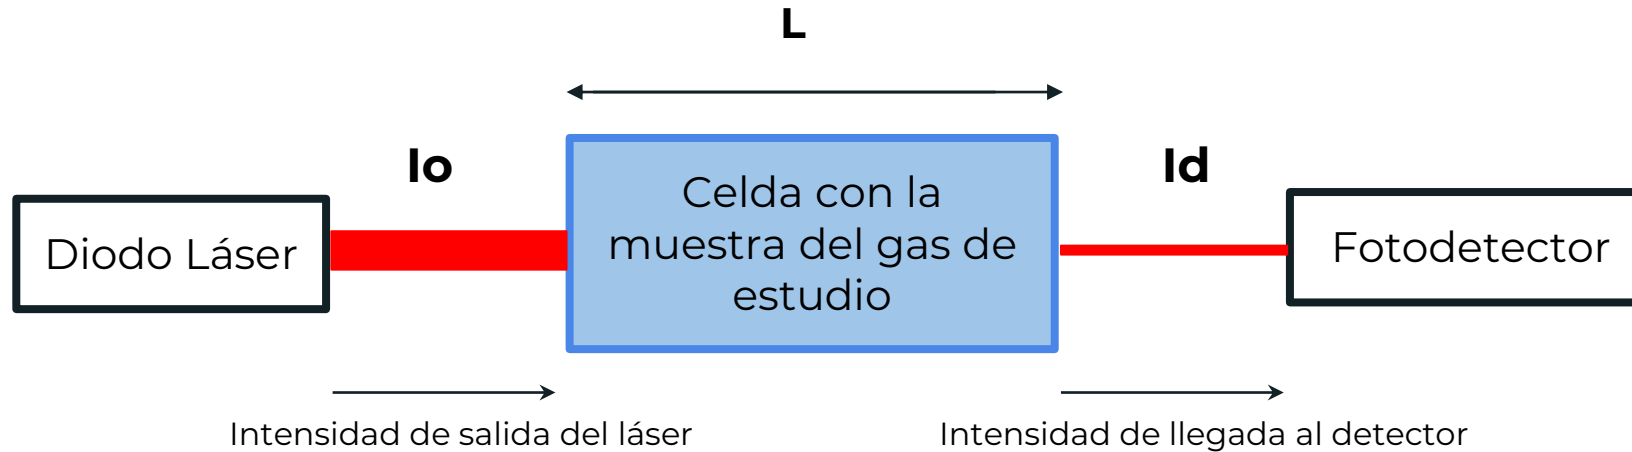 L
Io
Id
Diodo Láser
Celda con la
muestra del gas de
estudio
Fotodetector
Intensidad de salida del láser
Intensidad de llegada al detector